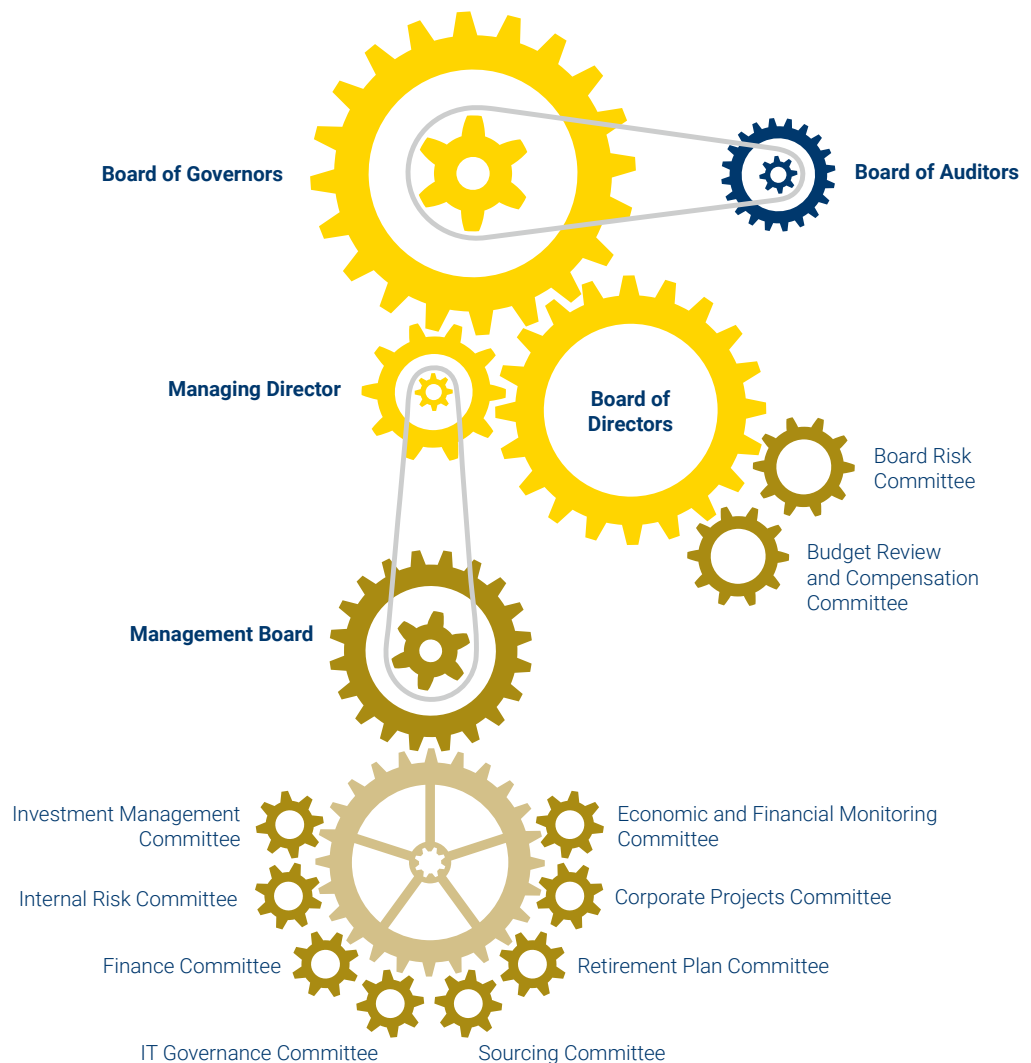 Board of Governors
Board of Auditors
Managing Director
Board of
Directors
Board Risk
Committee
Budget Review
and Compensation
Committee
Management Board
Investment Management
Committee
Economic and Financial Monitoring
Committee
Internal Risk Committee
Corporate Projects Committee
Finance Committee
Retirement Plan Committee
IT Governance Committee
Sourcing Committee